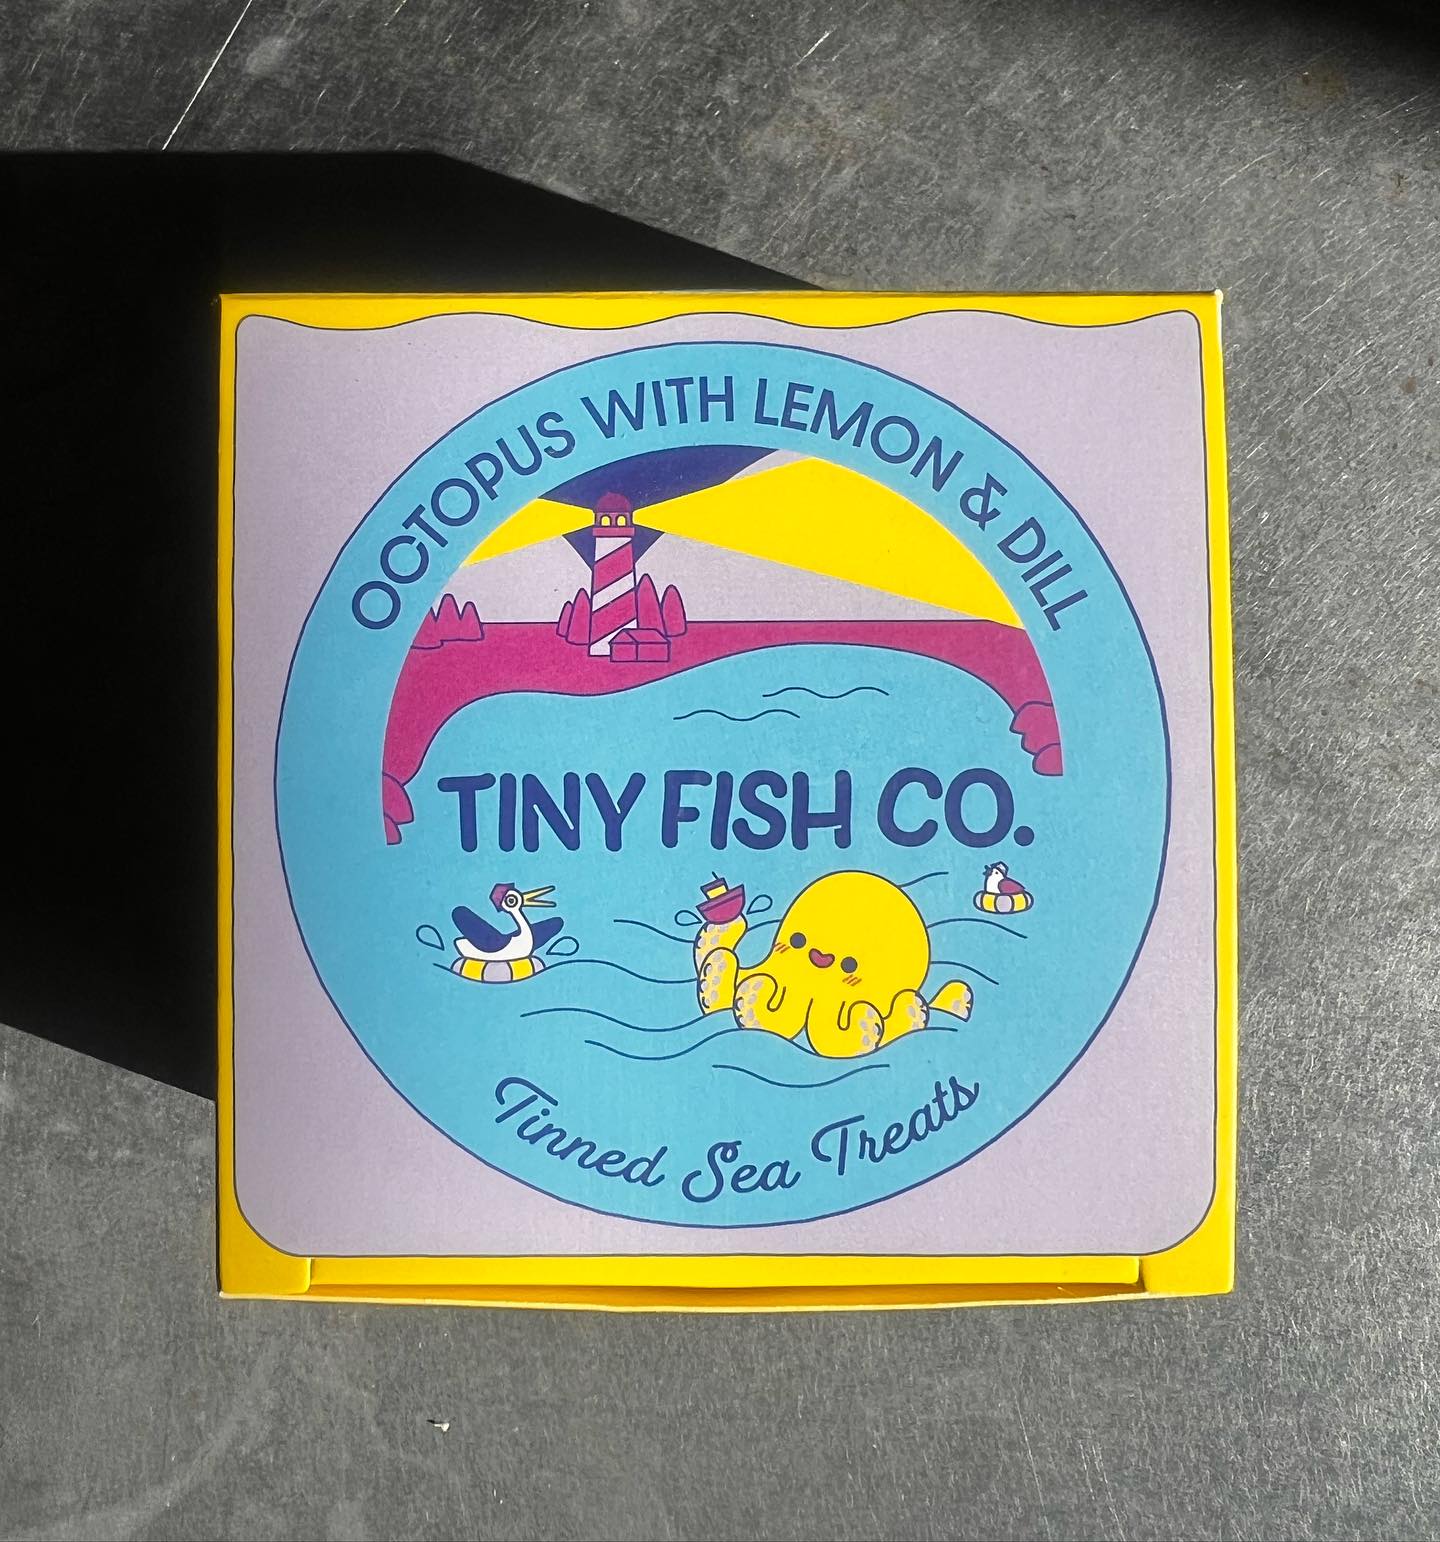 OCTOPUS WITH LEMON & DILL
TINY FISH CO.
Tinned Sea Treats